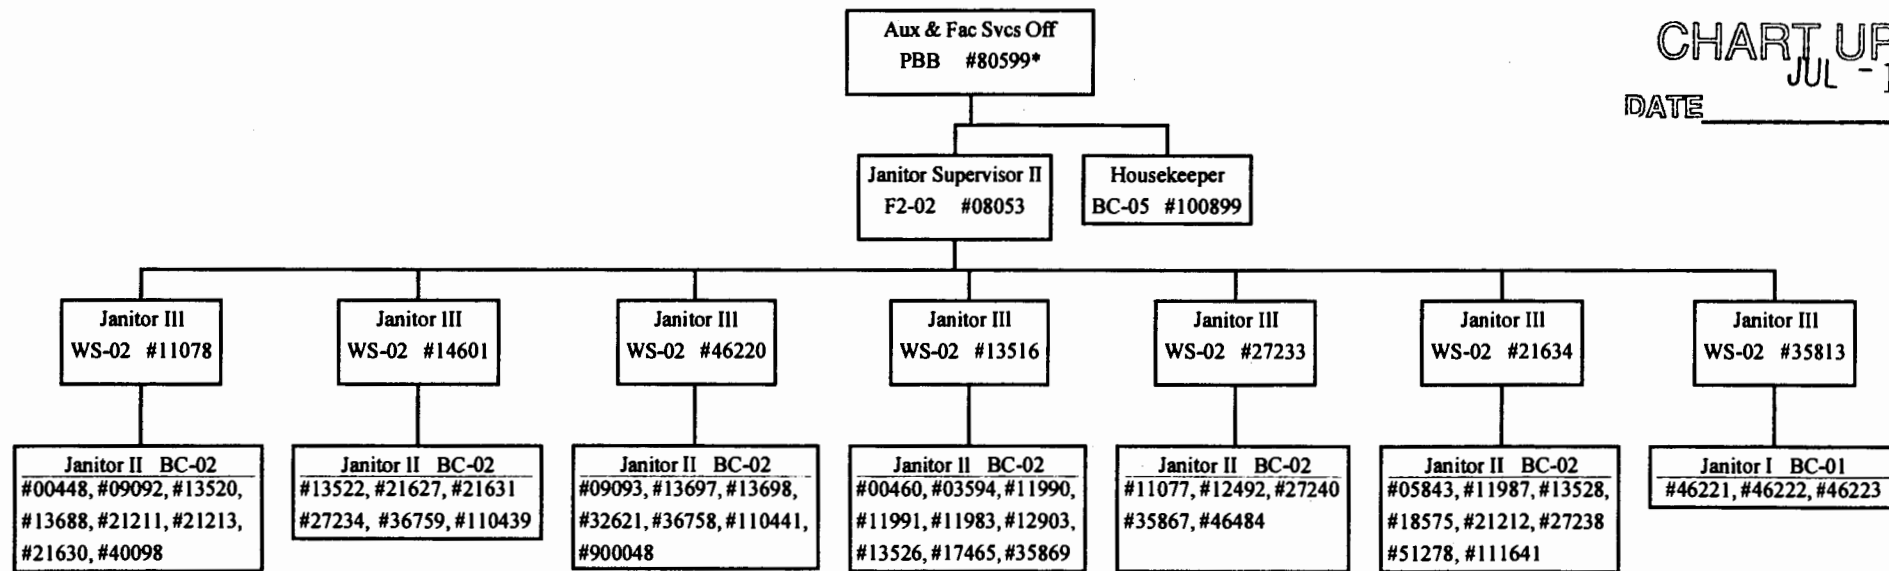 Aux & Fac Svcs Off
PBB #80599*
CHART UP
JUL - 1
DATE
Janitor Supervisor II
F2-02 #08053
Housekeeper
BC-05 #100899
Janitor III
WS-02 #11078
Janitor III
WS-02 #14601
Janitor III
WS-02 #46220
Janitor III
WS-02 #13516
Janitor III
WS-02 #27233
Janitor III
WS-02 #21634
Janitor III
WS-02 #35813
Janitor II BC-02
#00448, #09092, #13520,
#13688, #21211, #21213,
#21630, #40098
Janitor II BC-02
#13522, #21627, #21631
#27234, #36759, #110439
Janitor II BC-02
#09093, #13697, #13698,
#32621, #36758, #110441,
#900048
Janitor II BC-02
#00460, #03594, #11990,
#11991, #11983, #12903,
#13526, #17465, #35869
Janitor II BC-02
#11077, #12492, #27240
#35867, #46484
Janitor II BC-02
#05843, #11987, #13528,
#18575, #21212, #27238
#51278, #111641
Janitor I BC-01
#46221, #46222, #46223